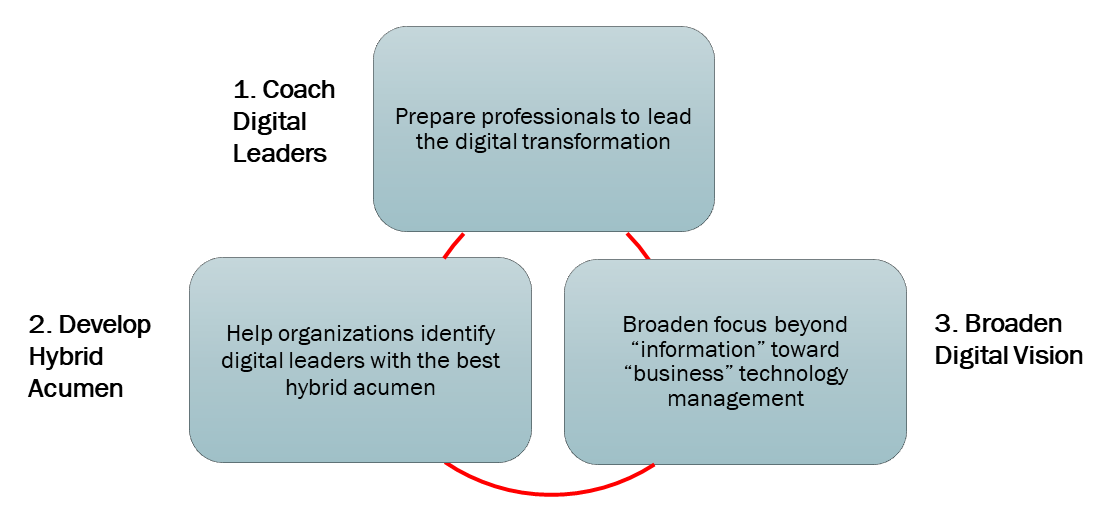 1. Coach
Digital
Leaders
Prepare professionals to lead
the digital transformation
2. Develop
Hybrid
Acumen
Help organizations identify
digital leaders with the best
hybrid acumen
Broaden focus beyond
“information” toward
“business” technology
management
3. Broaden
Digital Vision